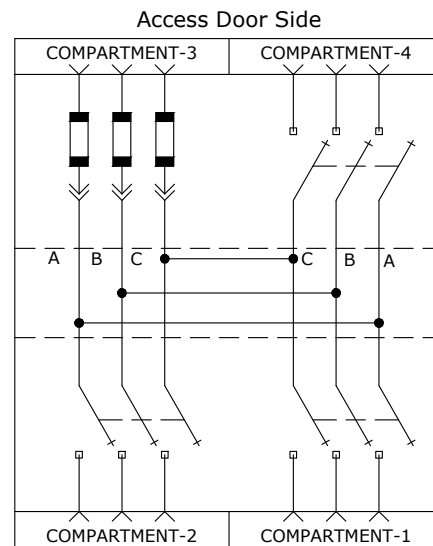 Access Door Side
COMPARTMENT-3 COMPARTMENT-4
A B C C B A
COMPARTMENT-2 COMPARTMENT-1